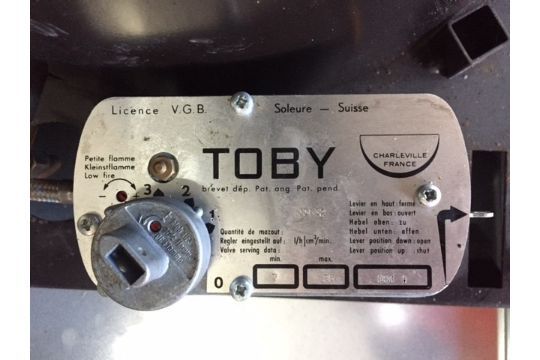 Licence V.G.B. Soleure — Suisse
TOBY
CHARLEVILLE
FRANCE
brevet dép. Pat. ang. Pat. pend.
Petite flamme
Kleinstflamme
Low fire
- +
3
2
1
0
Quantité de mazout:
Regler eingestellt auf: l/h|cm³/min.
Valve serving data:
min. max.
7
Levier en haut: fermé
Levier en bas: ouvert
Hebel oben: zu
Hebel unten: offen
Lever position down: open
Lever position up: shut